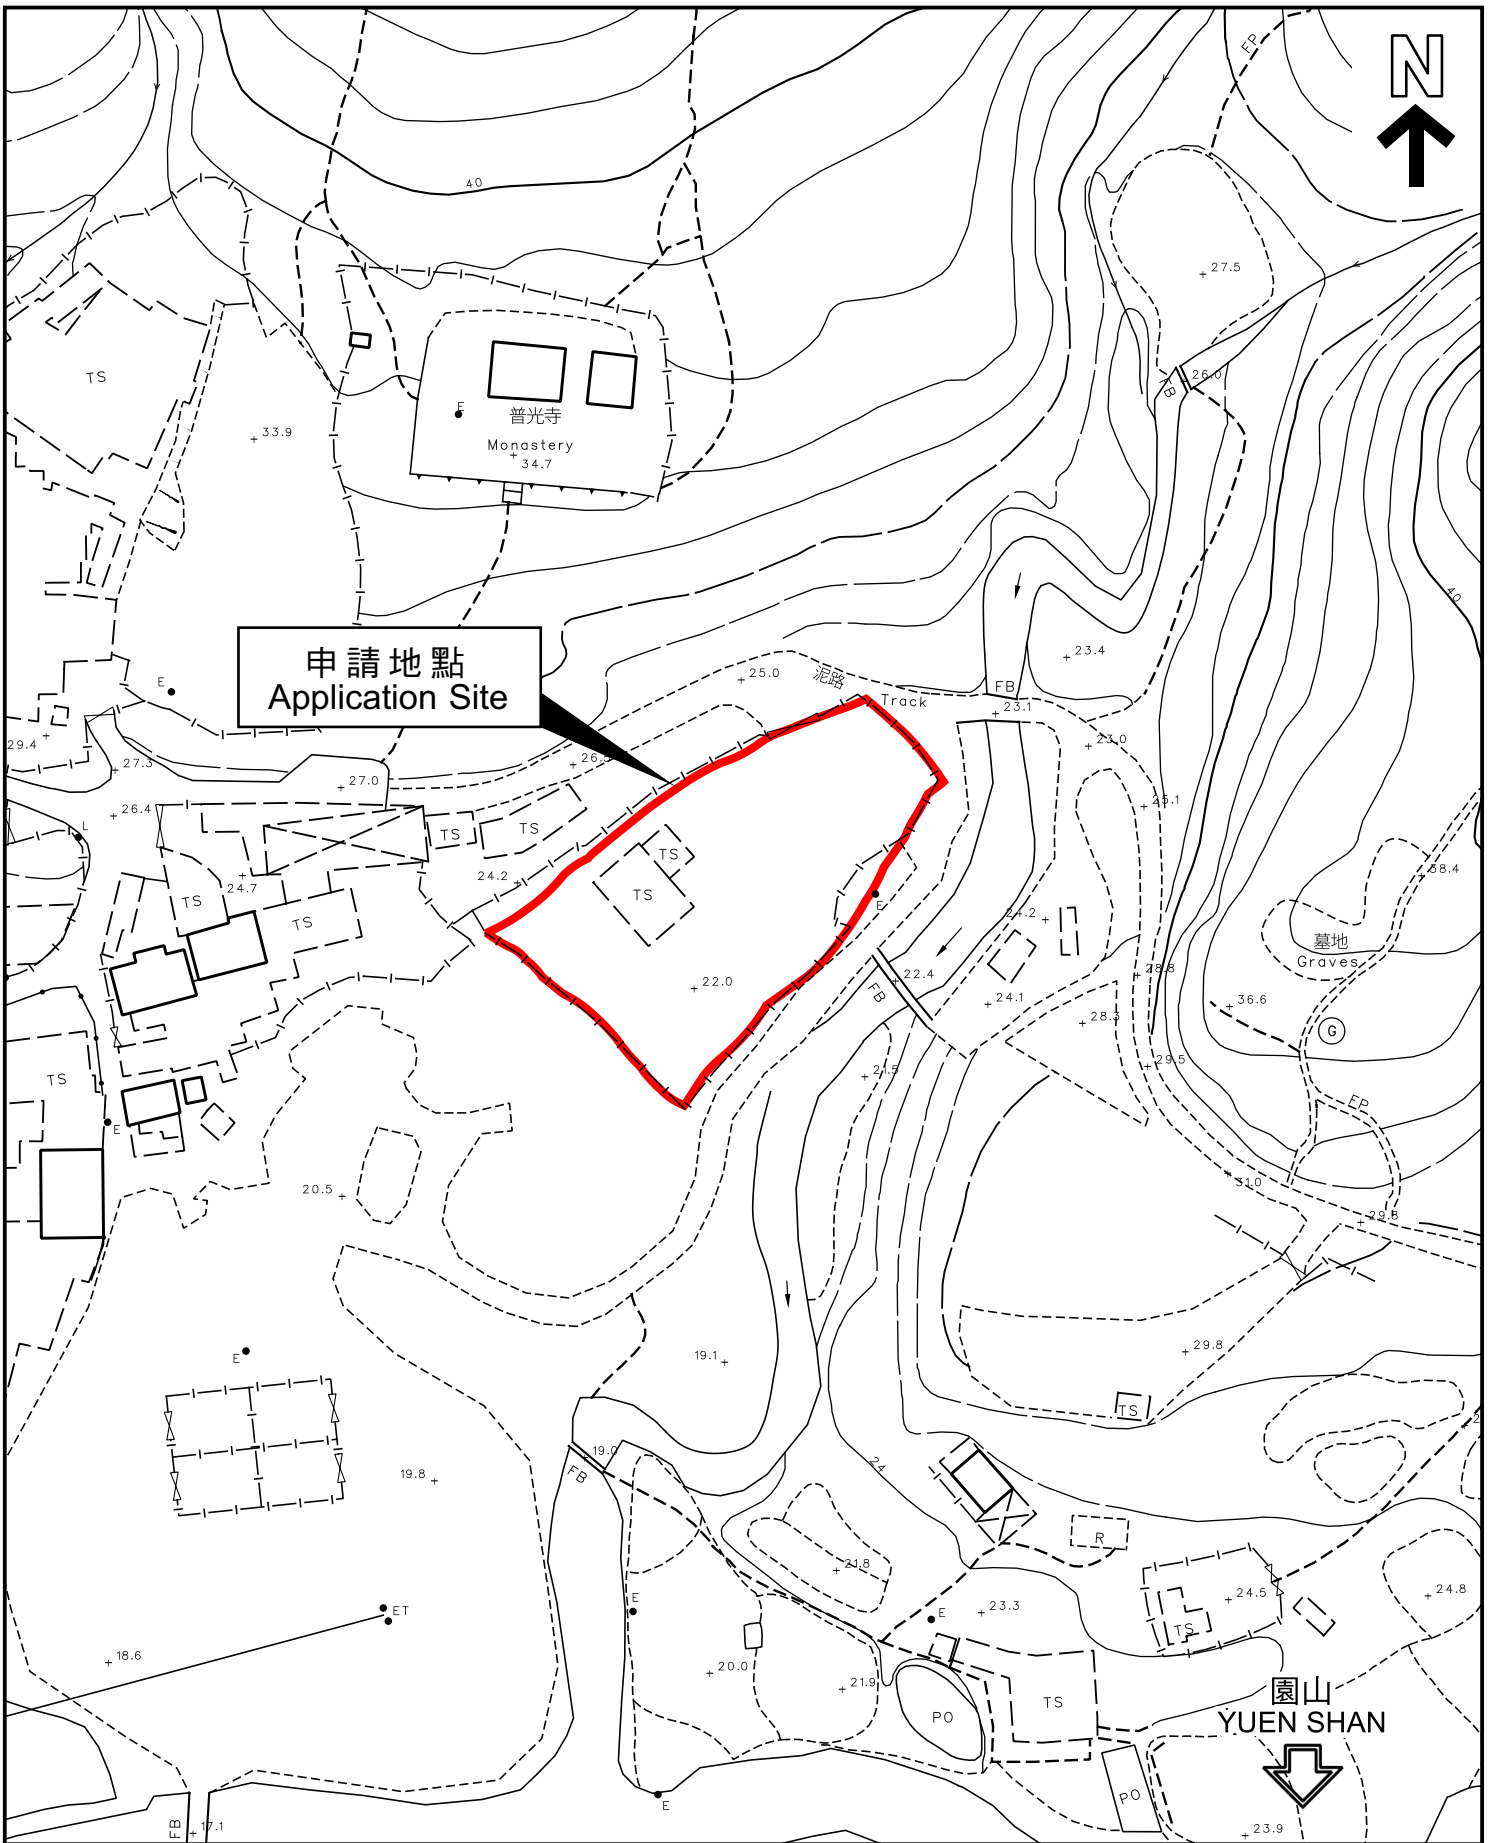 N
FP
40
27.5
TS
26.0
FB
普光寺
E
33.9
Monastery
34.7
40
申請地點
Application Site
23.4
25.0
泥路
FB
E
Track
23.1
29.4
23.0
27.3
26.5
27.0
25.1
26.4
L
TS
TS
TS
38.4
24.7
24.2
TS
TS
TS
E
24.2
墓地
Graves
28.8
22.4
22.0
FB
24.1
36.6
28.3
G
29.5
TS
21.5
FP
E
31.0
20.5
29.8
E
19.1
29.8
TS
19.0
FB
19.8
24
R
21.8
24.5
24.8
ET
E
E
23.3
TS
18.6
20.0
21.9
TS
PO
園山
YUEN SHAN
PO
E
FB
17.1
23.9